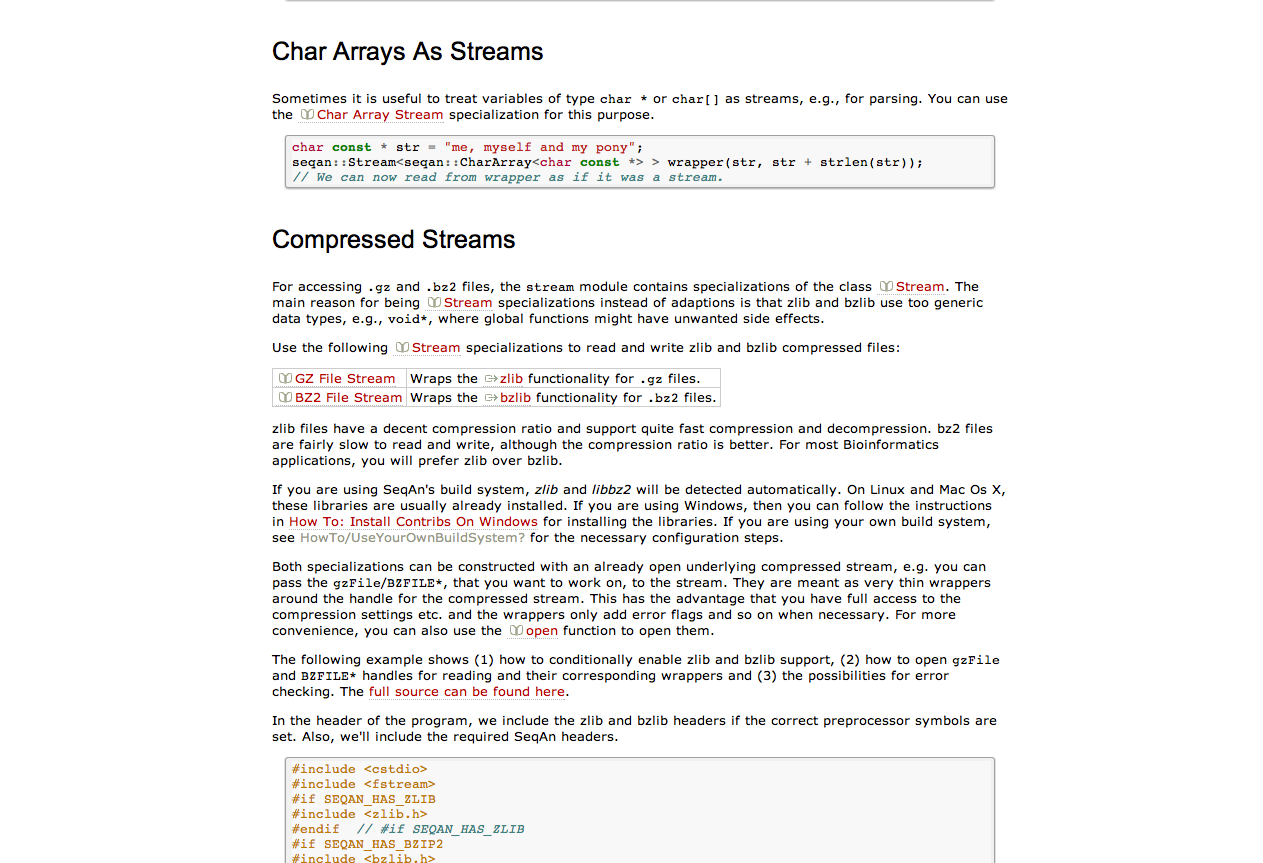 Char Arrays As Streams
Sometimes it is useful to treat variables of type char * or char[] as streams, e.g., for parsing. You can use
the Char Array Stream specialization for this purpose.
char const * str = "me, myself and my pony";
seqan::Stream<seqan::CharArray<char const *> > wrapper(str, str + strlen(str));
// We can now read from wrapper as if it was a stream.
Compressed Streams
For accessing .gz and .bz2 files, the stream module contains specializations of the class Stream. The
main reason for being Stream specializations instead of adaptions is that zlib and bzlib use too generic
data types, e.g., void*, where global functions might have unwanted side effects.
Use the following Stream specializations to read and write zlib and bzlib compressed files:
GZ File Stream Wraps the zlib functionality for .gz files.
BZ2 File Stream Wraps the bzlib functionality for .bz2 files.
zlib files have a decent compression ratio and support quite fast compression and decompression. bz2 files
are fairly slow to read and write, although the compression ratio is better. For most Bioinformatics
applications, you will prefer zlib over bzlib.
If you are using SeqAn's build system, zlib and libbz2 will be detected automatically. On Linux and Mac Os X,
these libraries are usually already installed. If you are using Windows, then you can follow the instructions
in How To: Install Contribs On Windows for installing the libraries. If you are using your own build system,
see HowTo/UseYourOwnBuildSystem? for the necessary configuration steps.
Both specializations can be constructed with an already open underlying compressed stream, e.g. you can
pass the gzFile/BZFILE*, that you want to work on, to the stream. They are meant as very thin wrappers
around the handle for the compressed stream. This has the advantage that you have full access to the
compression settings etc. and the wrappers only add error flags and so on when necessary. For more
convenience, you can also use the open function to open them.
The following example shows (1) how to conditionally enable zlib and bzlib support, (2) how to open gzFile
and BZFILE* handles for reading and their corresponding wrappers and (3) the possibilities for error
checking. The full source can be found here.
In the header of the program, we include the zlib and bzlib headers if the correct preprocessor symbols are
set. Also, we'll include the required SeqAn headers.
#include <cstdio>
#include <fstream>
#if SEQAN_HAS_ZLIB
#include <zlib.h>
#endif  // #if SEQAN_HAS_ZLIB
#if SEQAN_HAS_BZIP2
#include <bzlib.h>